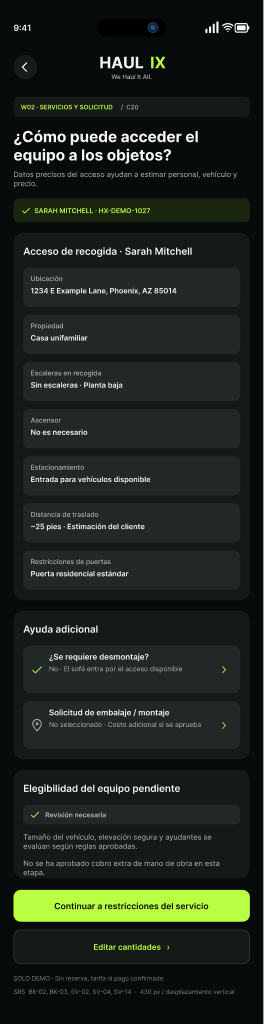 9:41
HAUL IX
We Haul It All.
W02 · SERVICIOS Y SOLICITUD / C20
¿Cómo puede acceder el
equipo a los objetos?
Datos precisos del acceso ayudan a estimar personal, vehículo y
precio.
SARAH MITCHELL · HX-DEMO-1027
Acceso de recogida · Sarah Mitchell
Ubicación
1234 E Example Lane, Phoenix, AZ 85014
Propiedad
Casa unifamiliar
Escaleras en recogida
Sin escaleras · Planta baja
Ascensor
No es necesario
Estacionamiento
Entrada para vehículos disponible
Distancia de traslado
~25 pies · Estimación del cliente
Restricciones de puertas
Puerta residencial estándar
Ayuda adicional
¿Se requiere desmontaje?
No · El sofá entra por el acceso disponible
Solicitud de embalaje / montaje
No seleccionado · Costo adicional si se aprueba
Elegibilidad del equipo pendiente
Revisión necesaria
Tamaño del vehículo, elevación segura y ayudantes se
evalúan según reglas aprobadas.
No se ha aprobado cobro extra de mano de obra en esta
etapa.
Continuar a restricciones del servicio
Editar cantidades ›
SOLO DEMO · Sin reserva, tarifa ni pago confirmado
SRS BK-02, BK-03, SV-02, SV-04, SV-14 · 430 px / desplazamiento vertical